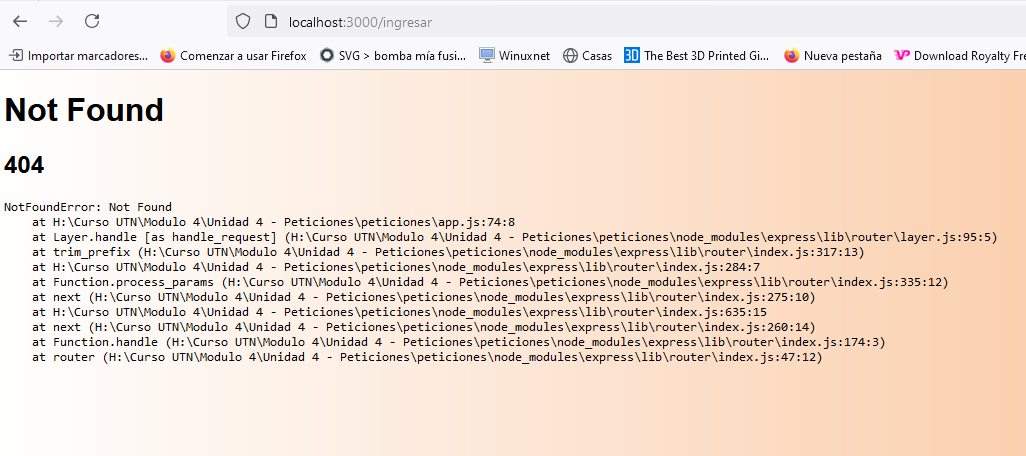 localhost:3000/ingresar
Importar marcadores... Comenzar a usar Firefox SVG > bomba mía fusi... Winuxnet Casas 3D The Best 3D Printed Gi... Nueva pestaña Download Royalty Fre
Not Found
404
NotFoundError: Not Found
at H:\Curso UTN\Modulo 4\Unidad 4 - Peticiones\peticiones\app.js:74:8
at Layer.handle [as handle_request] (H:\Curso UTN\Modulo 4\Unidad 4 - Peticiones\peticiones\node_modules\express\lib\router\layer.js:95:5)
at trim_prefix (H:\Curso UTN\Modulo 4\Unidad 4 - Peticiones\peticiones\node_modules\express\lib\router\index.js:317:13)
at H:\Curso UTN\Modulo 4\Unidad 4 - Peticiones\peticiones\node_modules\express\lib\router\index.js:284:7
at Function.process_params (H:\Curso UTN\Modulo 4\Unidad 4 - Peticiones\peticiones\node_modules\express\lib\router\index.js:335:12)
at next (H:\Curso UTN\Modulo 4\Unidad 4 - Peticiones\peticiones\node_modules\express\lib\router\index.js:275:10)
at H:\Curso UTN\Modulo 4\Unidad 4 - Peticiones\peticiones\node_modules\express\lib\router\index.js:635:15
at next (H:\Curso UTN\Modulo 4\Unidad 4 - Peticiones\peticiones\node_modules\express\lib\router\index.js:260:14)
at Function.handle (H:\Curso UTN\Modulo 4\Unidad 4 - Peticiones\peticiones\node_modules\express\lib\router\index.js:174:3)
at router (H:\Curso UTN\Modulo 4\Unidad 4 - Peticiones\peticiones\node_modules\express\lib\router\index.js:47:12)